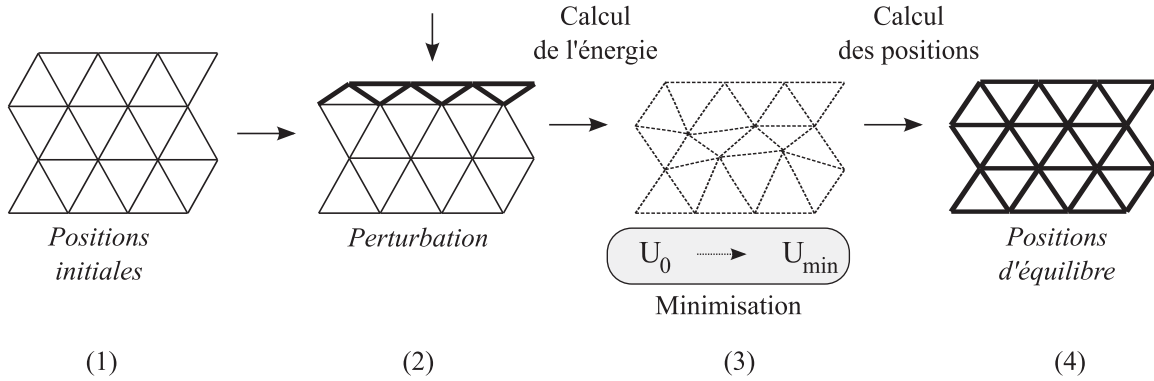 Calcul
de l'énergie
Calcul
des positions
Positions
initiales
Perturbation
U0 Umin
Minimisation
Positions
d'équilibre
(1) (2) (3) (4)